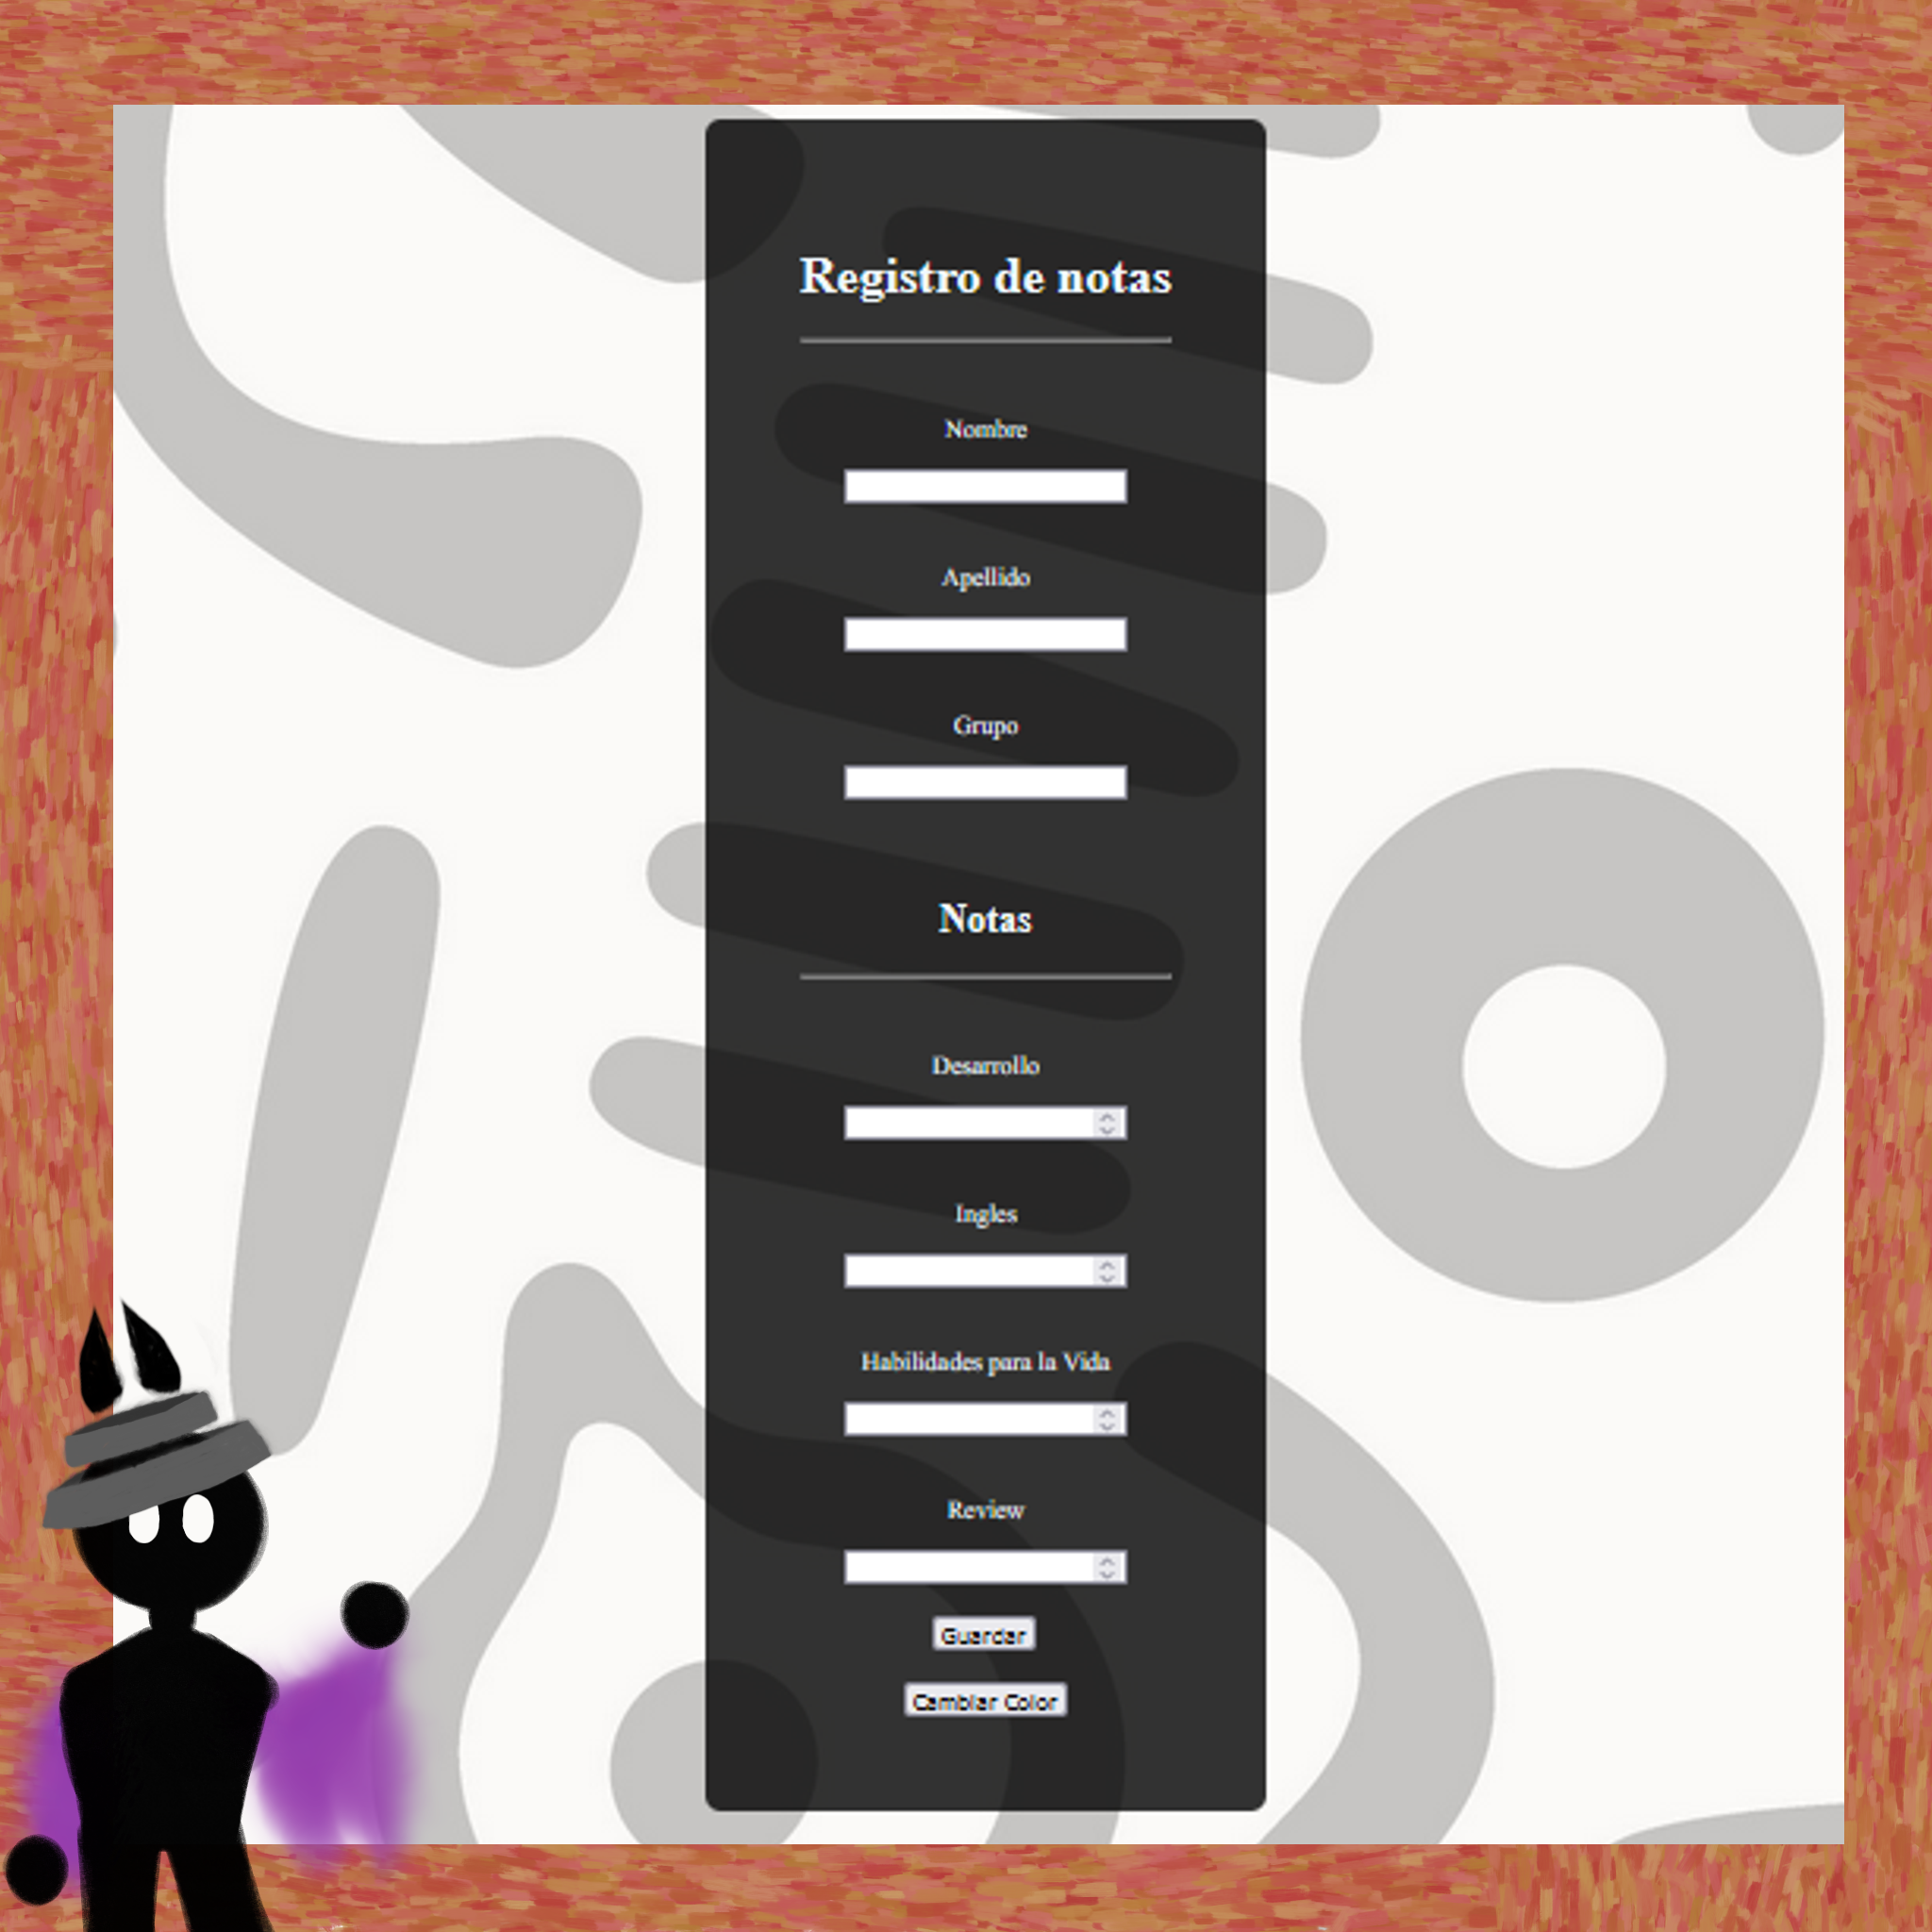 Registro de notas
Nombre
Apellido
Grupo
Notas
Desarrollo
Ingles
Habilidades para la Vida
Review
Guardar
Cambiar Color